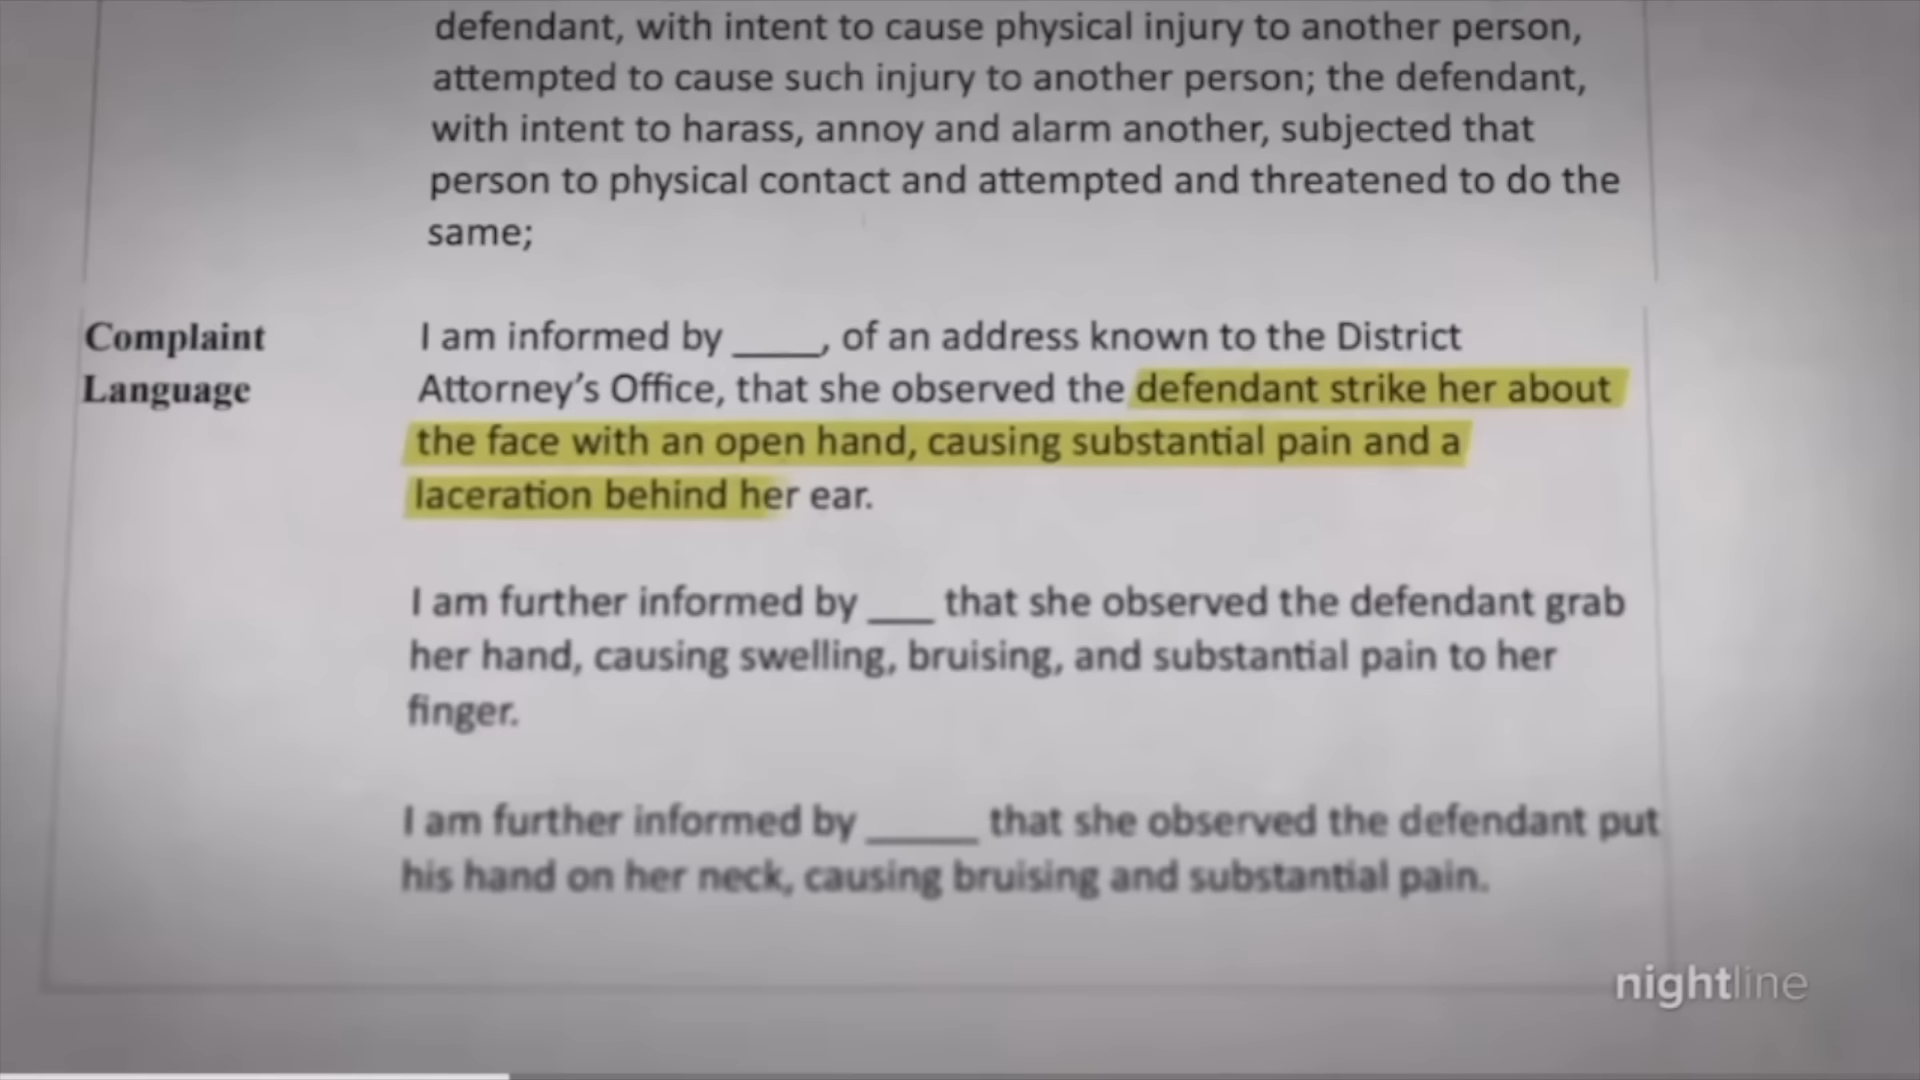 defendant, with intent to cause physical injury to another person,
attempted to cause such injury to another person; the defendant,
with intent to harass, annoy and alarm another, subjected that
person to physical contact and attempted and threatened to do the
same;
Complaint
Language
I am informed by ____, of an address known to the District
Attorney’s Office, that she observed the defendant strike her about
the face with an open hand, causing substantial pain and a
laceration behind her ear.
I am further informed by ___ that she observed the defendant grab
her hand, causing swelling, bruising, and substantial pain to her
finger.
I am further informed by _____ that she observed the defendant put
his hand on her neck, causing bruising and substantial pain.
nightline